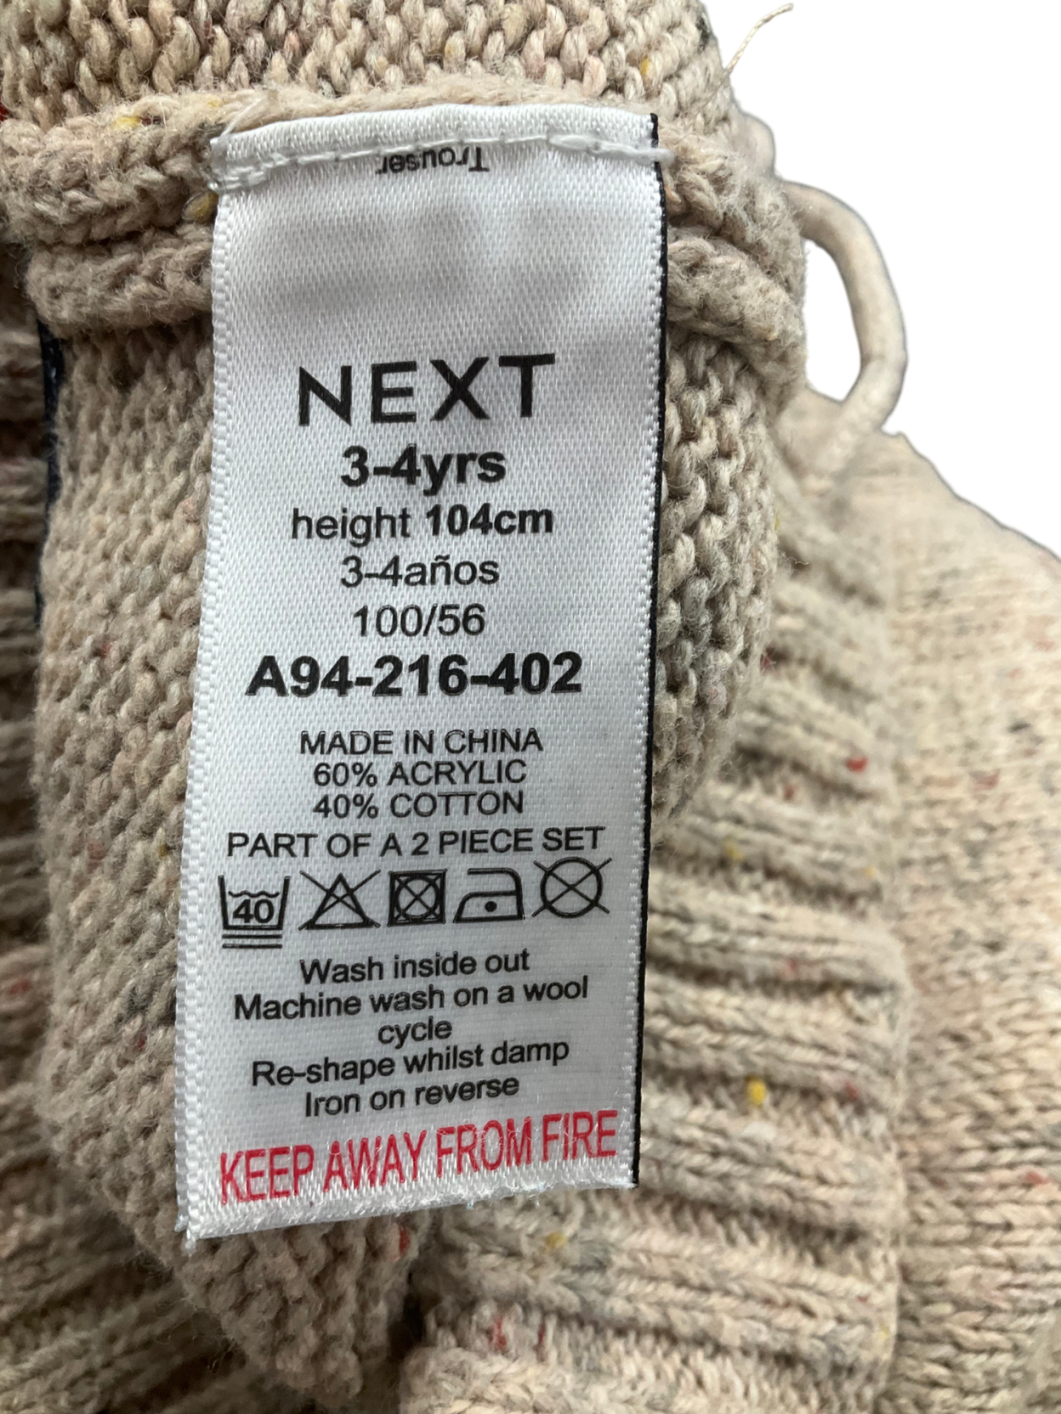 Trouser
NEXT
3-4yrs
height 104cm
3-4años
100/56
A94-216-402
MADE IN CHINA
60% ACRYLIC
40% COTTON
PART OF A 2 PIECE SET
40
Wash inside out
Machine wash on a wool
cycle
Re-shape whilst damp
Iron on reverse
KEEP AWAY FROM FIRE